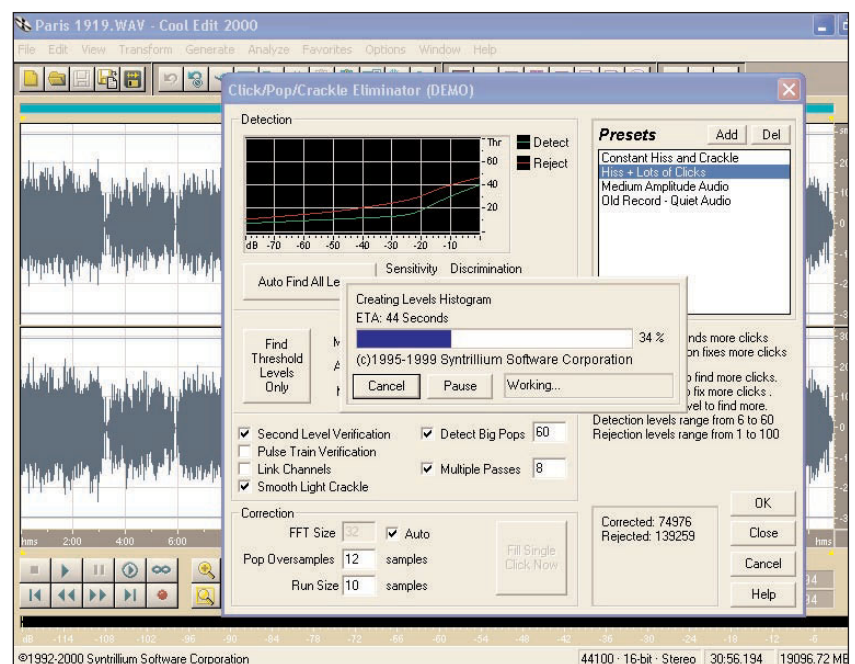 Paris 1919.WAV - Cool Edit 2000
File Edit View Transform Generate Analyze Favorites Options Window Help
Click/Pop/Crackle Eliminator (DEMO)
Detection
Thr
-60
-40
-20
Detect
Reject
dB -70 -60 -50 -40 -30 -20 -10
Presets
Add Del
Constant Hiss and Crackle
Hiss + Lots of Clicks
Medium Amplitude Audio
Old Record - Quiet Audio
Sensitivity Discrimination
Auto Find All Le
Creating Levels Histogram
ETA: 44 Seconds
34 %
(c)1995-1999 Syntrillium Software Corporation
Cancel Pause Working...
Find
Threshold
Levels
Only
nds more clicks
on fixes more clicks
o find more clicks.
o fix more clicks .
vel to find more.
Detection levels range from 6 to 60
Rejection levels range from 1 to 100
Second Level Verification
Detect Big Pops 60
Pulse Train Verification
Link Channels
Multiple Passes 8
Smooth Light Crackle
Correction
FFT Size 32 Auto
Pop Oversamples 12 samples
Run Size 10 samples
Fill Single
Click Now
Corrected: 74976
Rejected: 139259
OK
Close
Cancel
Help
hms 2:00 4:00 6:00
hms
dB -114 -108 -102 -96 -90 -84 -78 -72 -66 -60 -54 -48 -42 -36 -30 -24 -18 -12 -6
©1992-2000 Syntrillium Software Corporation
44100 · 16-bit · Stereo 30:56.194 19096.72 MB